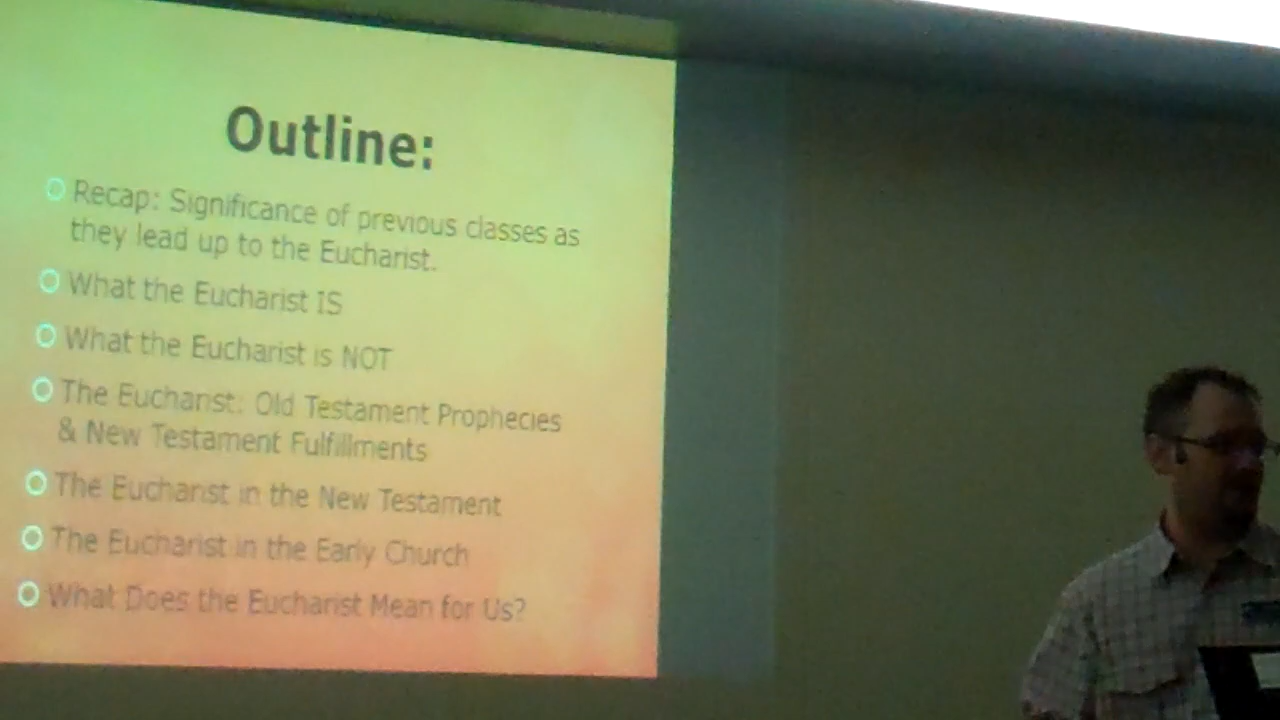 Outline:
Recap: Significance of previous classes as
they lead up to the Eucharist.
What the Eucharist IS
What the Eucharist is NOT
The Eucharist: Old Testament Prophecies
& New Testament Fulfillments
The Eucharist in the New Testament
The Eucharist in the Early Church
What Does the Eucharist Mean for Us?